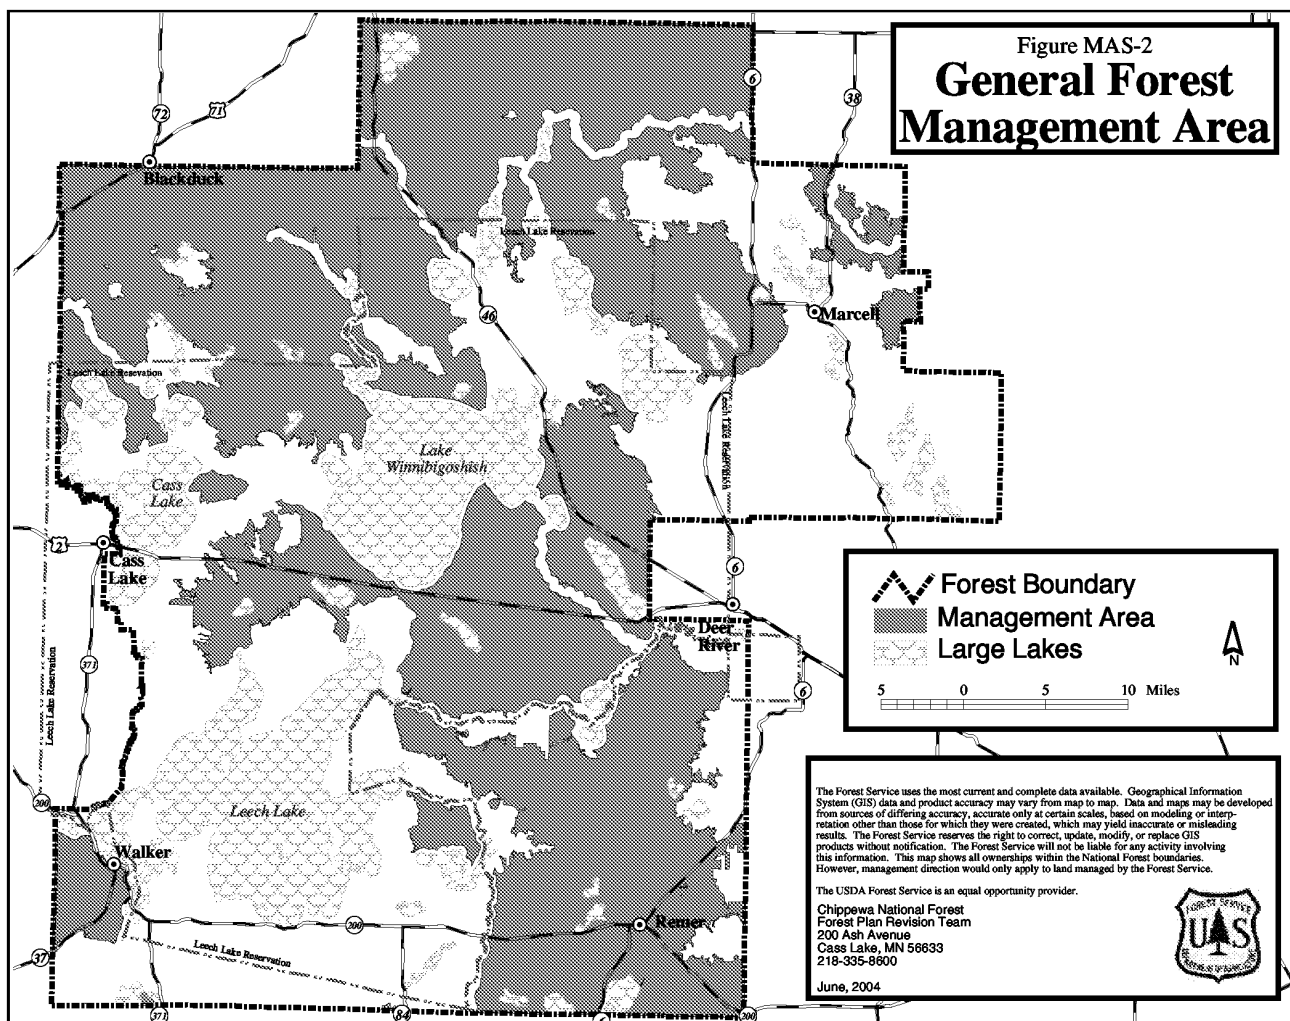 Figure MAS-2
General Forest
Management Area
6
38
72
71
Blackduck
Leech Lake Reservation
46
Marcell
Leech Lake Reservation
Leech Lake Reservation
Lake
Winnibigoshish
Cass
Lake
2
Cass
Lake
6
Deer
River
371
Leech Lake Reservation
6
Forest Boundary
Management Area
Large Lakes
N
5 0 5 10 Miles
200
Leech Lake
Walker
200
Remer
37
Leech Lake Reservation
371
84
6
200
The Forest Service uses the most current and complete data available. Geographical Information
System (GIS) data and product accuracy may vary from map to map. Data and maps may be developed
from sources of differing accuracy, accurate only at certain scales, based on modeling or interp-
retation other than those for which they were created, which may yield inaccurate or misleading
results. The Forest Service reserves the right to correct, update, modify, or replace GIS
products without notification. The Forest Service will not be liable for any activity involving
this information. This map shows all ownerships within the National Forest boundaries.
However, management direction would only apply to land managed by the Forest Service.
The USDA Forest Service is an equal opportunity provider.
Chippewa National Forest
Forest Plan Revision Team
200 Ash Avenue
Cass Lake, MN 56633
218-335-8600
June, 2004
FOREST SERVICE
U S